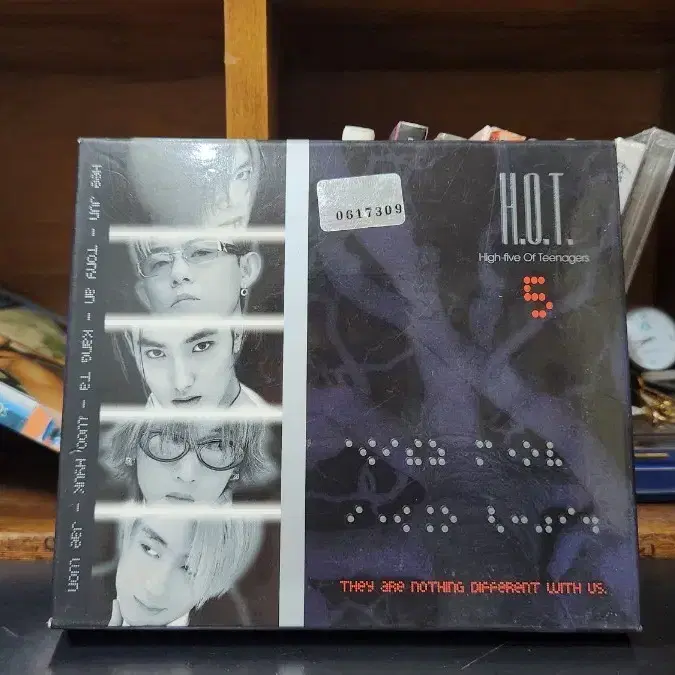 Hee Jun - Tony an - Kang Ta - woo, Hyuk - Jae won
0617309
H.O.T.
High-five Of Teenagers
5
They are nothing different with us.